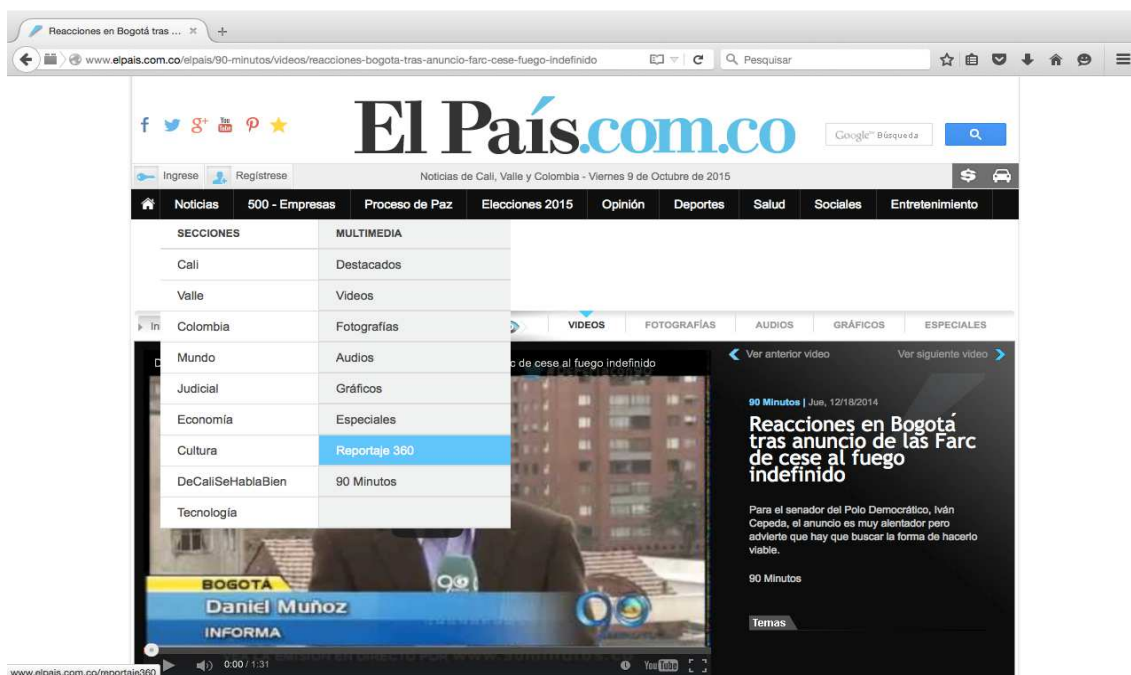 Reacciones en Bogotá tras ... × +
www.elpais.com.co/elpais/90-minutos/videos/reacciones-bogota-tras-anuncio-farc-cese-fuego-indefinido
Pesquisar
f g+ You Tube
El País.com.co
Google™ Búsqueda
Ingrese Regístrese Noticias de Cali, Valle y Colombia - Viernes 9 de Octubre de 2015 $
Noticias 500 - Empresas Proceso de Paz Elecciones 2015 Opinión Deportes Salud Sociales Entretenimiento
SECCIONES MULTIMEDIA
Cali Destacados
Valle Videos
In Colombia Fotografías VIDEOS FOTOGRAFÍAS AUDIOS GRÁFICOS ESPECIALES
Mundo Audios
Judicial Gráficos
Economía Especiales
Cultura Reportaje 360
DeCaliSeHablaBien 90 Minutos
Tecnología
c de cese al fuego indefinido
Ver anterior video Ver siguiente video
90 Minutos | Jue, 12/18/2014
Reacciones en Bogotá
tras anuncio de las Farc
de cese al fuego
indefinido
Para el senador del Polo Democrático, Iván
Cepeda, el anuncio es muy alentador pero
advierte que hay que buscar la forma de hacerlo
viable.
90 Minutos
Temas
BOGOTÁ 90
Daniel Muñoz
INFORMA
0:00 / 1:31 YouTube
www.elpais.com.co/reportaje360